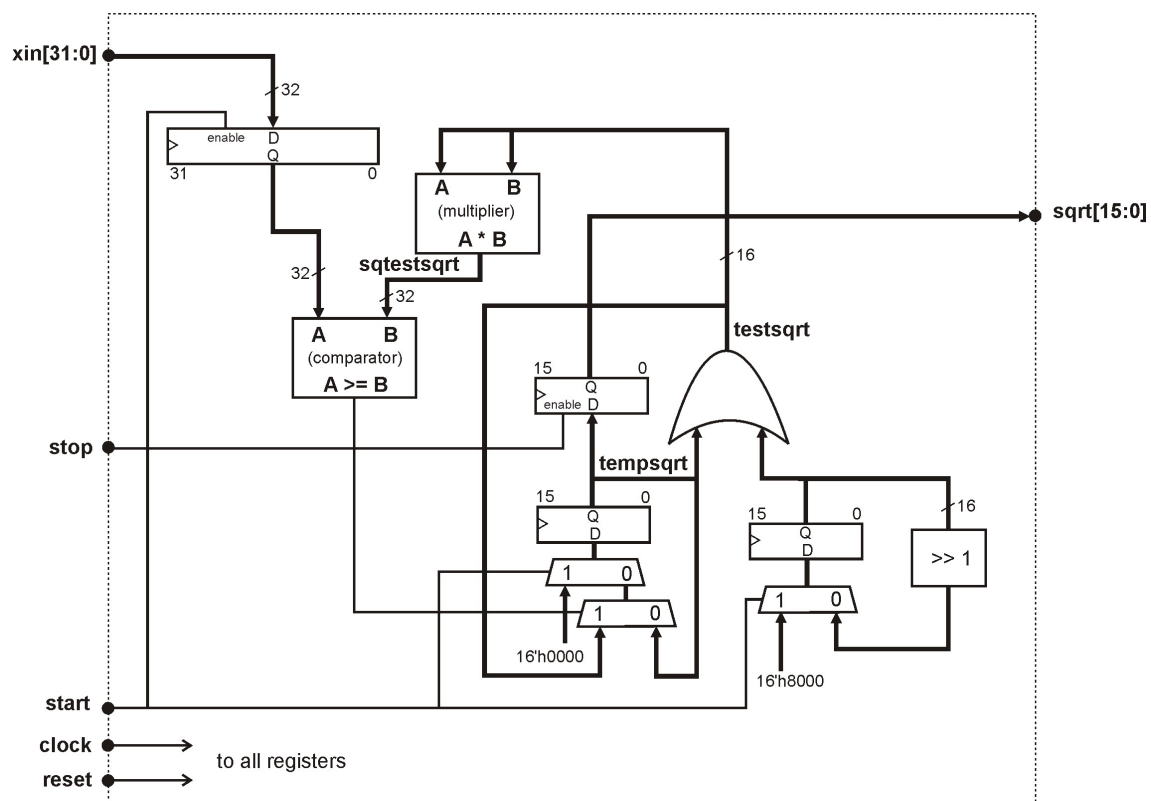 xin[31:0]
32
enable
D
Q
31
0
A
B
(multiplier)
A * B
sqrt[15:0]
16
sqtestsqrt
32
32
A
B
(comparator)
A >= B
testsqrt
15
0
Q
enable
D
stop
tempsqrt
15
0
Q
D
15
0
Q
D
16
>> 1
1
0
1
0
1
0
16'h0000
16'h8000
start
clock
to all registers
reset